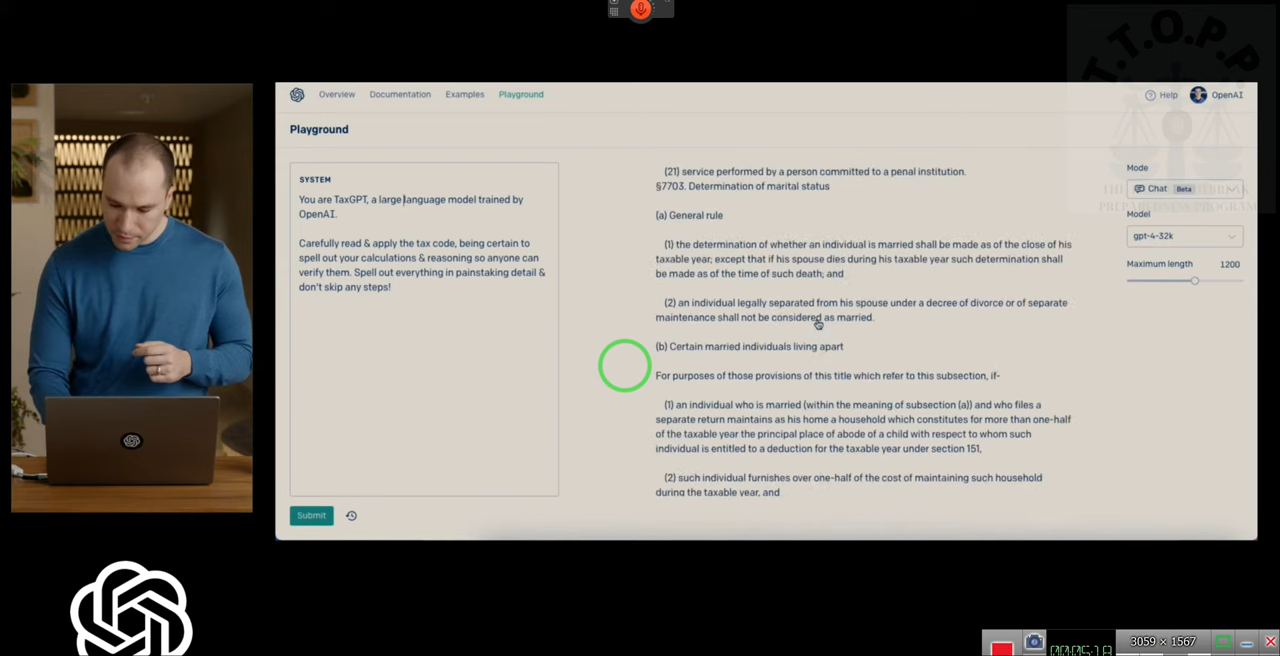 Overview Documentation Examples Playground
Help OpenAI
Playground
SYSTEM
You are TaxGPT, a large language model trained by
OpenAI.
Carefully read & apply the tax code, being certain to
spell out your calculations & reasoning so anyone can
verify them. Spell out everything in painstaking detail &
don't skip any steps!
Submit
(21) service performed by a person committed to a penal institution.
§7703. Determination of marital status
(a) General rule
(1) the determination of whether an individual is married shall be made as of the close of his
taxable year; except that if his spouse dies during his taxable year such determination shall
be made as of the time of such death; and
(2) an individual legally separated from his spouse under a decree of divorce or of separate
maintenance shall not be considered as married.
(b) Certain married individuals living apart
For purposes of those provisions of this title which refer to this subsection, if-
(1) an individual who is married (within the meaning of subsection (a)) and who files a
separate return maintains as his home a household which constitutes for more than one-half
of the taxable year the principal place of abode of a child with respect to whom such
individual is entitled to a deduction for the taxable year under section 151,
(2) such individual furnishes over one-half of the cost of maintaining such household
during the taxable year, and
Mode
Chat Beta
Model
gpt-4-32k
Maximum length 1200
T.T.O.P.P
PREPAREDNESS PROGRAM
00:05:18
3059 × 1567